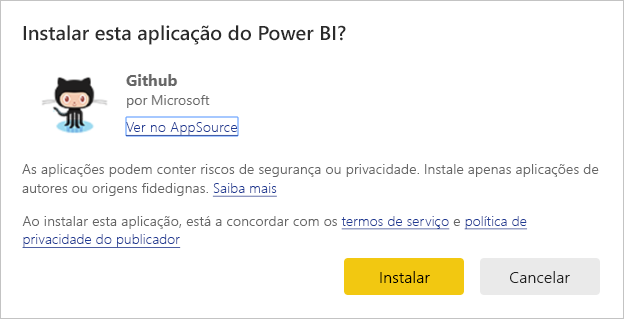 Instalar esta aplicação do Power BI?
Github
por Microsoft
Ver no AppSource
As aplicações podem conter riscos de segurança ou privacidade. Instale apenas aplicações de
autores ou origens fidedignas. Saiba mais
Ao instalar esta aplicação, está a concordar com os termos de serviço e política de
privacidade do publicador
Instalar
Cancelar